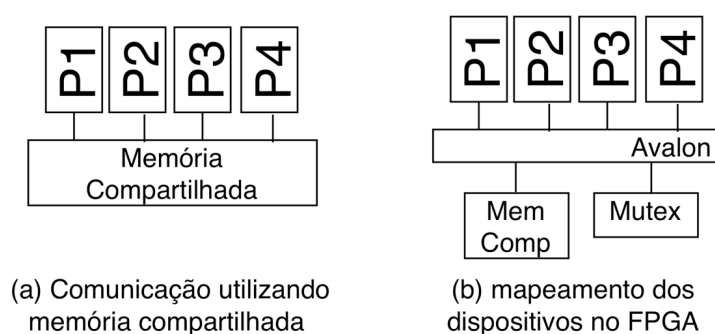 P1
P2
P3
P4
Memória
Compartilhada
(a) Comunicação utilizando
memória compartilhada
P1
P2
P3
P4
Avalon
Mem
Comp
Mutex
(b) mapeamento dos
dispositivos no FPGA